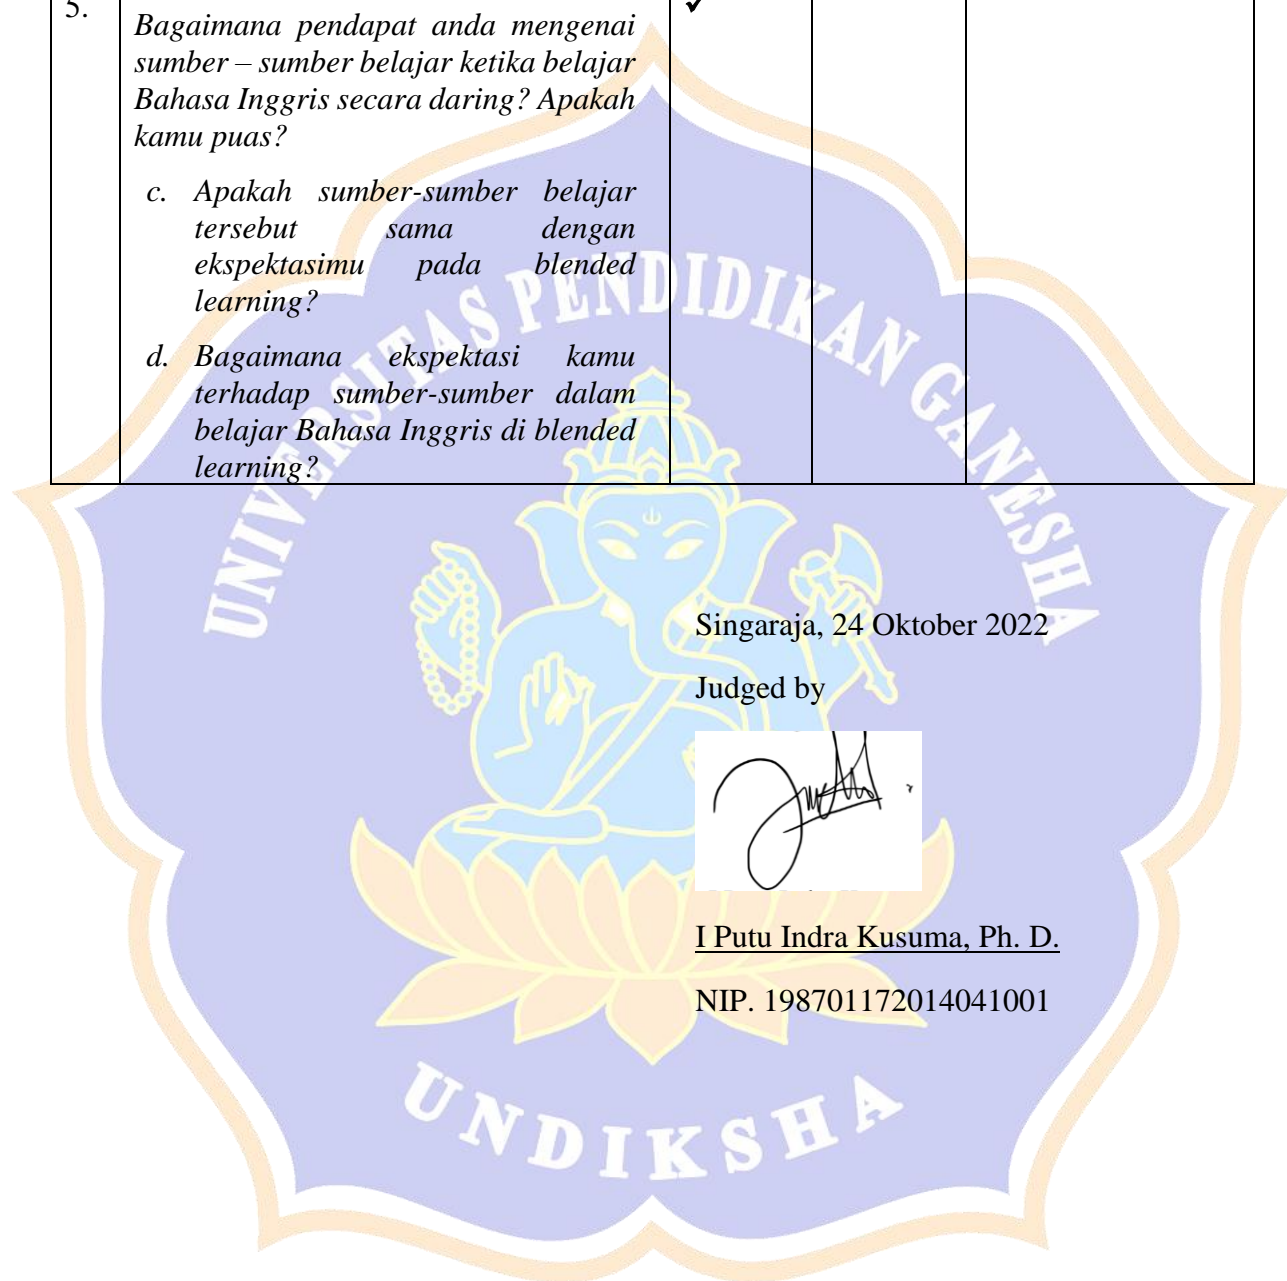 5.
Bagaimana pendapat anda mengenai
sumber – sumber belajar ketika belajar
Bahasa Inggris secara daring? Apakah
kamu puas?
✓
c. Apakah sumber-sumber belajar
tersebut sama dengan
ekspektasimu pada blended
learning?
d. Bagaimana ekspektasi kamu
terhadap sumber-sumber dalam
belajar Bahasa Inggris di blended
learning?
UNIVERSITAS PENDIDIKAN GANESHA
Singaraja, 24 Oktober 2022
Judged by
I Putu Indra Kusuma, Ph. D.
NIP. 198701172014041001
UNDIKSHA